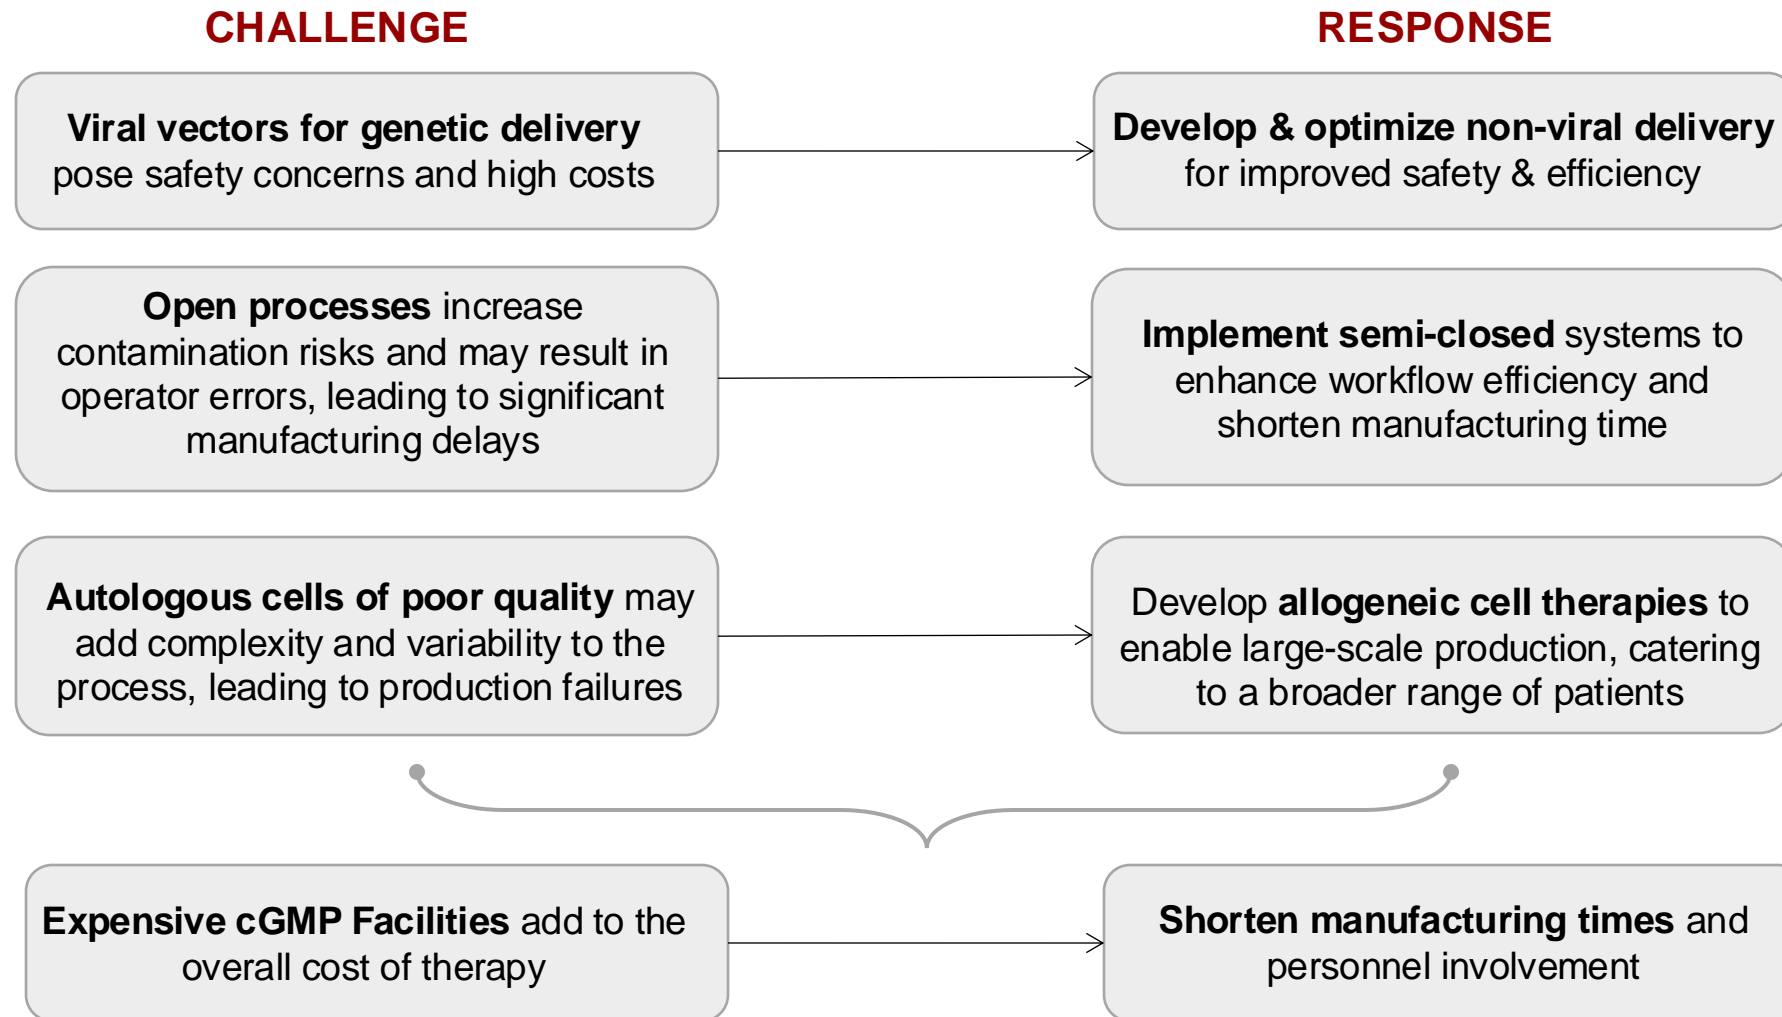 CHALLENGE
RESPONSE
Viral vectors for genetic delivery
pose safety concerns and high costs
Develop & optimize non-viral delivery
for improved safety & efficiency
Open processes increase
contamination risks and may result in
operator errors, leading to significant
manufacturing delays
Implement semi-closed systems to
enhance workflow efficiency and
shorten manufacturing time
Autologous cells of poor quality may
add complexity and variability to the
process, leading to production failures
Develop allogeneic cell therapies to
enable large-scale production, catering
to a broader range of patients
Expensive cGMP Facilities add to the
overall cost of therapy
Shorten manufacturing times and
personnel involvement